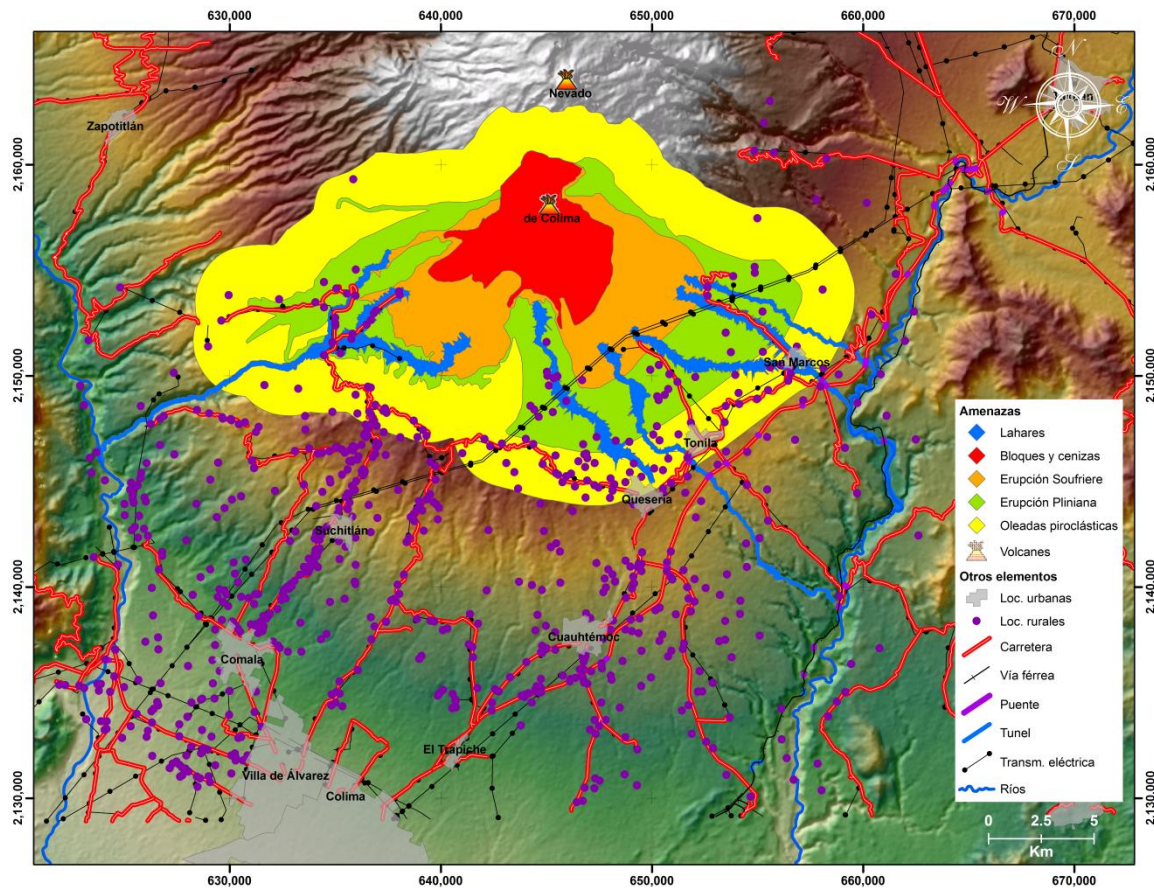 630,000 640,000 650,000 660,000 670,000
2,160,000
2,150,000
2,140,000
2,130,000
2,160,000
2,150,000
2,140,000
2,130,000
N
W E
S
Nevado
Zapotitlán
de Colima
San Marcos
Tonila
Quesería
Suchitlán
Cuauhtémoc
Comala
El Trapiche
Villa de Álvarez
Colima
Amenazas
Lahares
Bloques y cenizas
Erupción Soufriere
Erupción Pliniana
Oleadas piroclásticas
Volcanes
Otros elementos
Loc. urbanas
Loc. rurales
Carretera
Vía férrea
Puente
Tunel
Transm. eléctrica
Ríos
0 2.5 5
Km
630,000 640,000 650,000 660,000 670,000